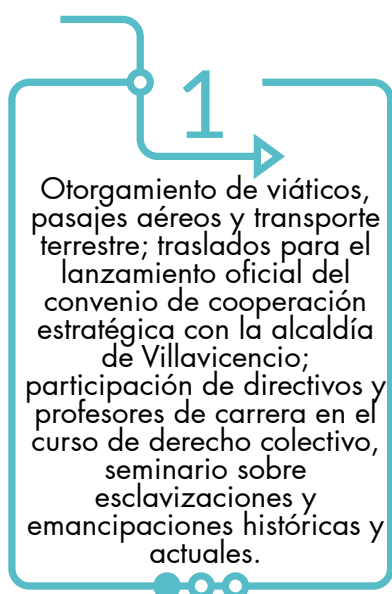 1
Otorgamiento de viáticos,
pasajes aéreos y transporte
terrestre; traslados para el
lanzamiento oficial del
convenio de cooperación
estratégica con la alcaldía
de Villavicencio;
participación de directivos y
profesores de carrera en el
curso de derecho colectivo,
seminario sobre
esclavizaciones y
emancipaciones históricas y
actuales.